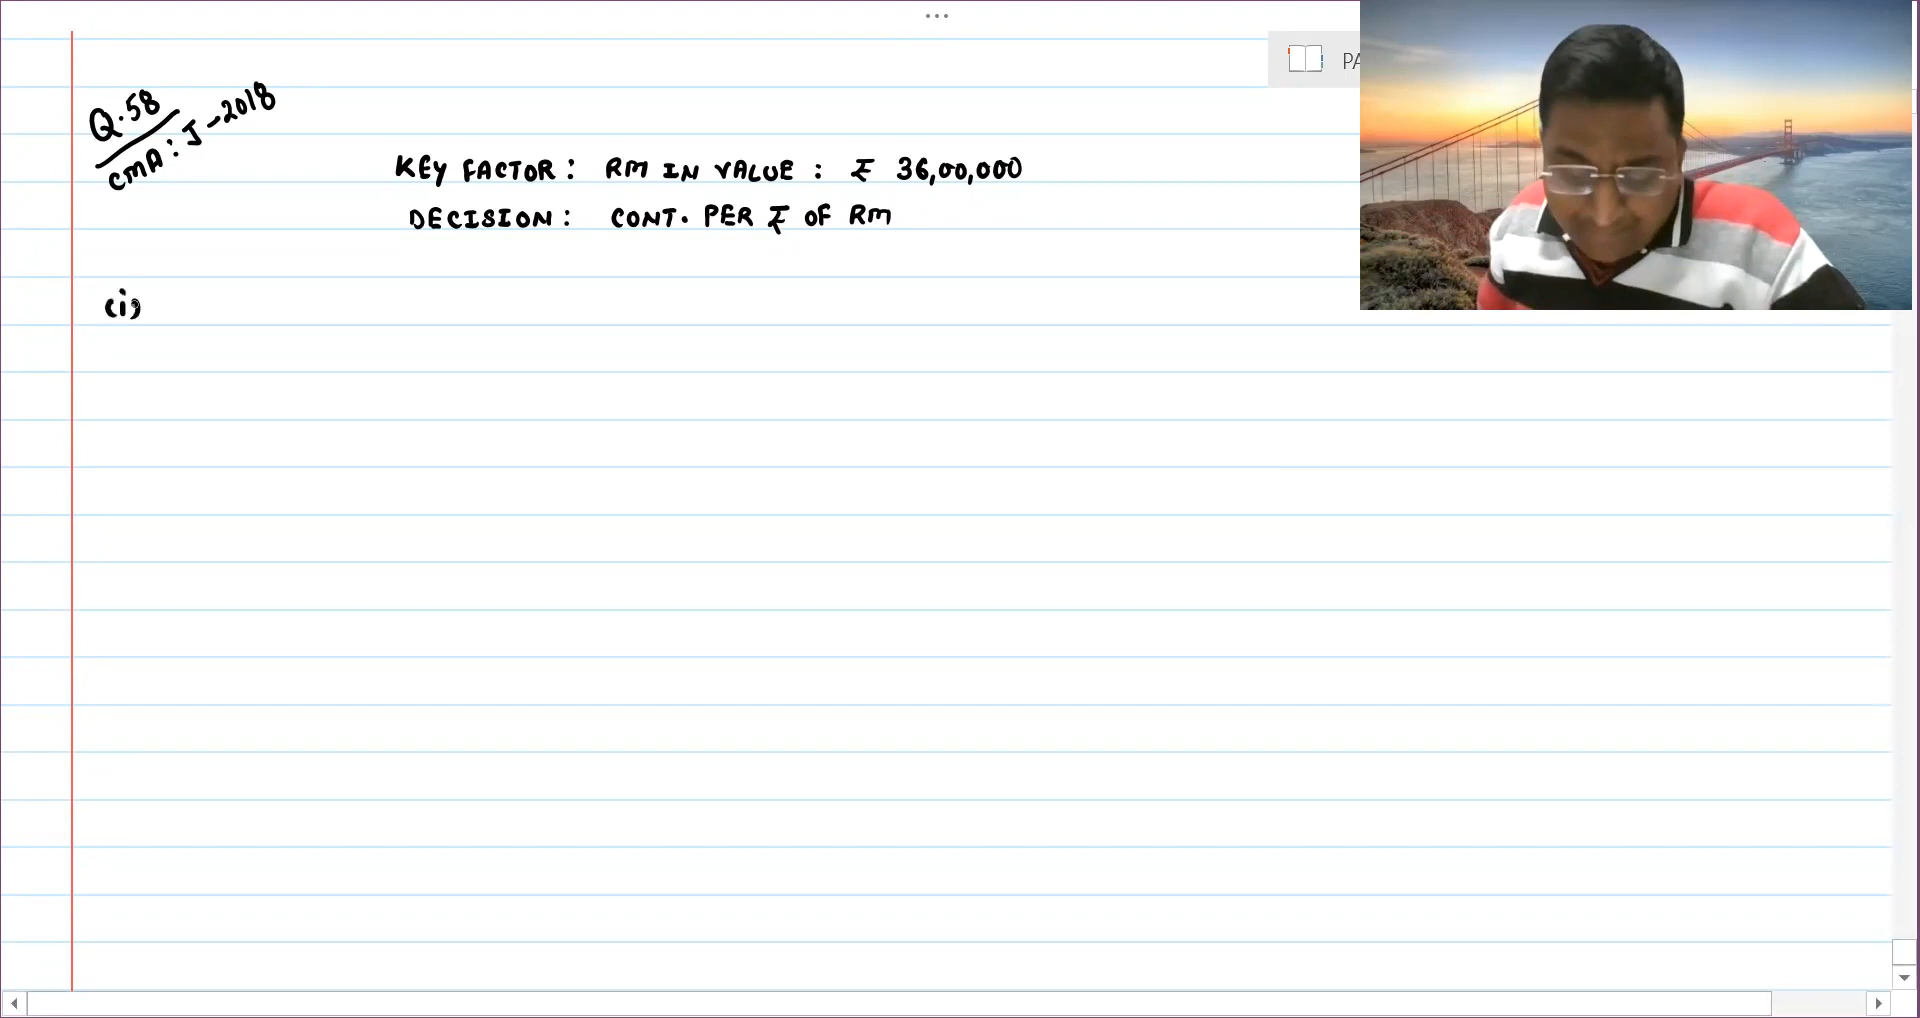 Q.58
CMA: J-2018
KEY FACTOR: RM IN VALUE: ₹ 36,00,000
DECISION: CONT. PER ₹ OF RM
(i)
PA